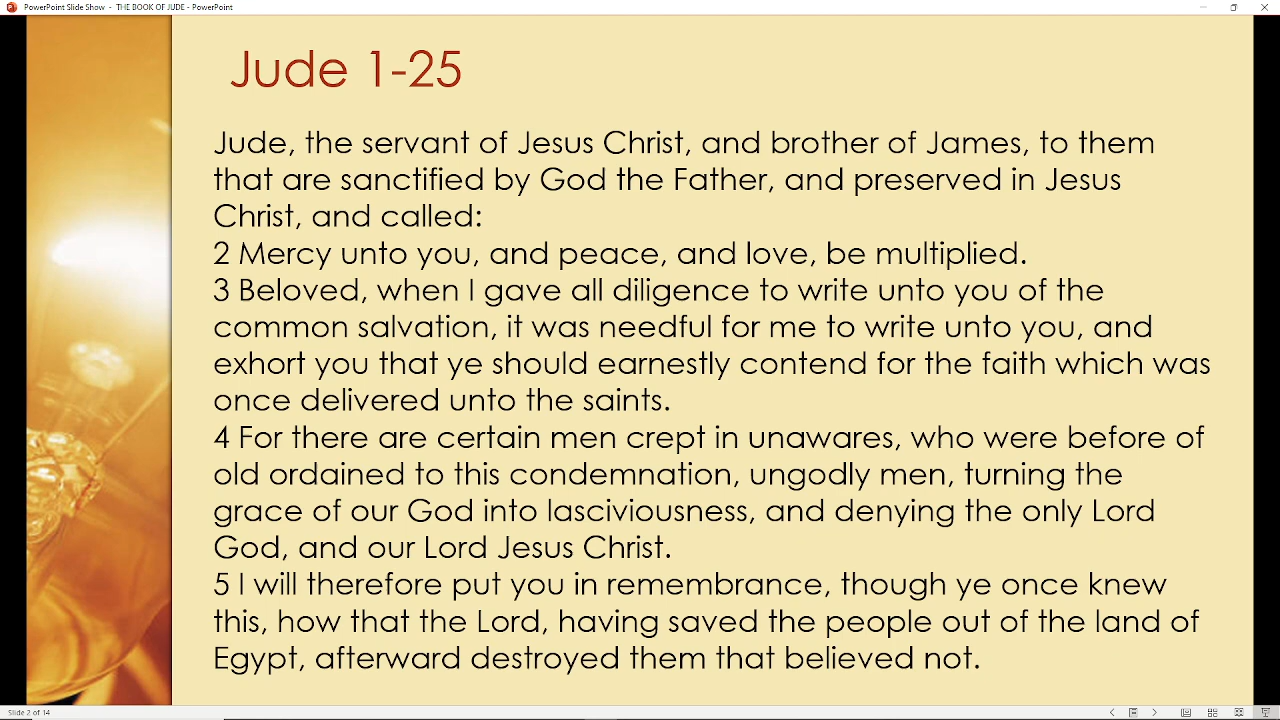 PowerPoint Slide Show - THE BOOK OF JUDE - PowerPoint
Jude 1-25
Jude, the servant of Jesus Christ, and brother of James, to them
that are sanctified by God the Father, and preserved in Jesus
Christ, and called:
2 Mercy unto you, and peace, and love, be multiplied.
3 Beloved, when I gave all diligence to write unto you of the
common salvation, it was needful for me to write unto you, and
exhort you that ye should earnestly contend for the faith which was
once delivered unto the saints.
4 For there are certain men crept in unawares, who were before of
old ordained to this condemnation, ungodly men, turning the
grace of our God into lasciviousness, and denying the only Lord
God, and our Lord Jesus Christ.
5 I will therefore put you in remembrance, though ye once knew
this, how that the Lord, having saved the people out of the land of
Egypt, afterward destroyed them that believed not.
Slide 2 of 14